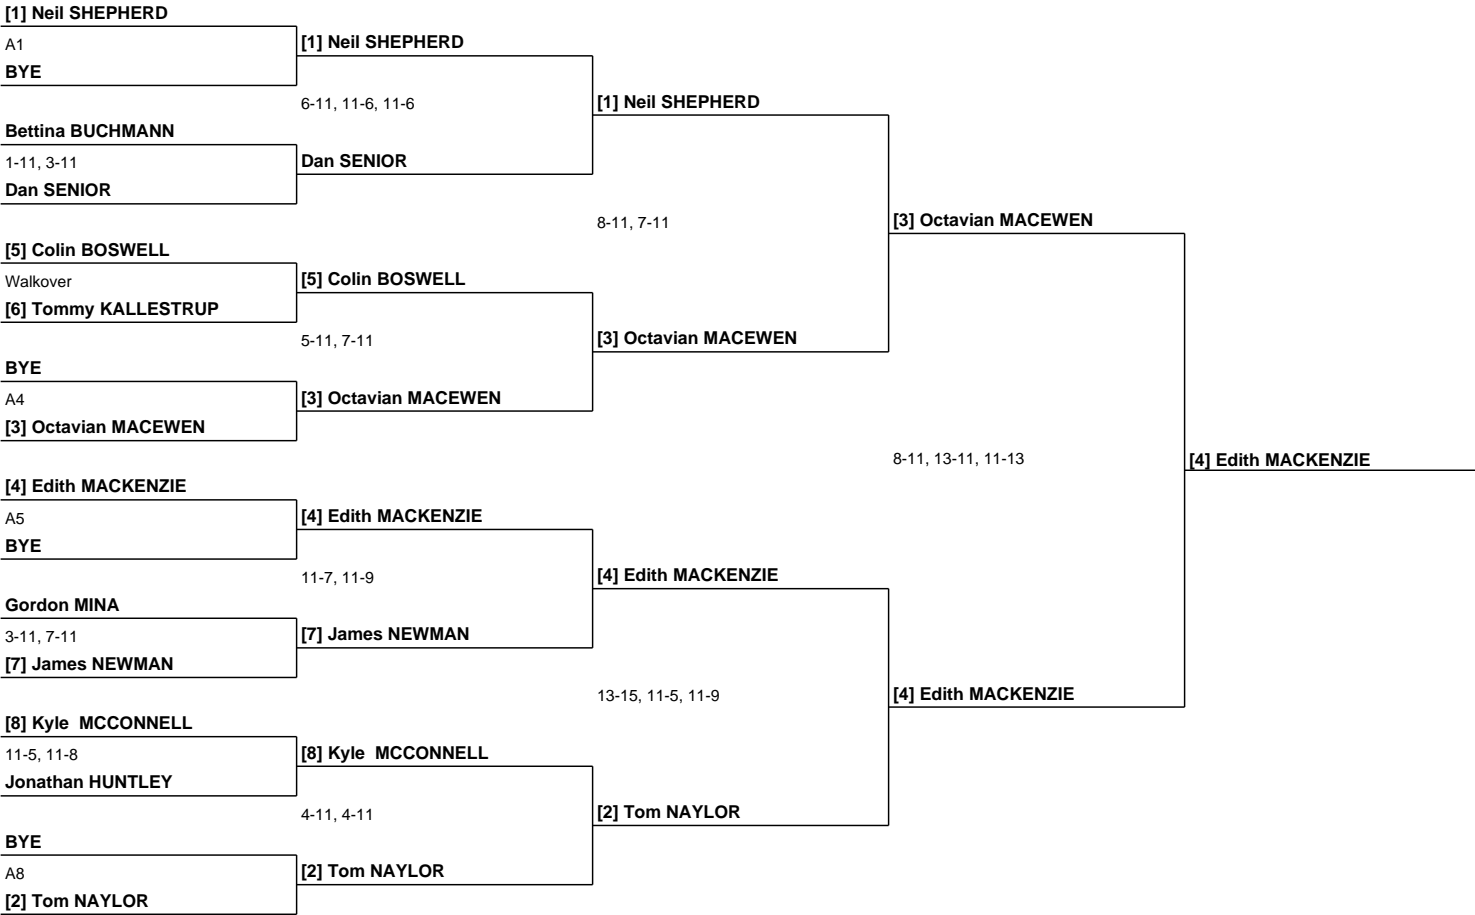 [1] Neil SHEPHERD
A1
BYE
Bettina BUCHMANN
1-11, 3-11
Dan SENIOR
[5] Colin BOSWELL
Walkover
[6] Tommy KALLESTRUP
BYE
A4
[3] Octavian MACEWEN
[4] Edith MACKENZIE
A5
BYE
Gordon MINA
3-11, 7-11
[7] James NEWMAN
[8] Kyle  MCCONNELL
11-5, 11-8
Jonathan HUNTLEY
BYE
A8
[2] Tom NAYLOR
[1] Neil SHEPHERD
6-11, 11-6, 11-6
Dan SENIOR
[5] Colin BOSWELL
5-11, 7-11
[3] Octavian MACEWEN
[4] Edith MACKENZIE
11-7, 11-9
[7] James NEWMAN
[8] Kyle  MCCONNELL
4-11, 4-11
[2] Tom NAYLOR
[1] Neil SHEPHERD
8-11, 7-11
[3] Octavian MACEWEN
[4] Edith MACKENZIE
13-15, 11-5, 11-9
[2] Tom NAYLOR
[3] Octavian MACEWEN
8-11, 13-11, 11-13
[4] Edith MACKENZIE
[4] Edith MACKENZIE